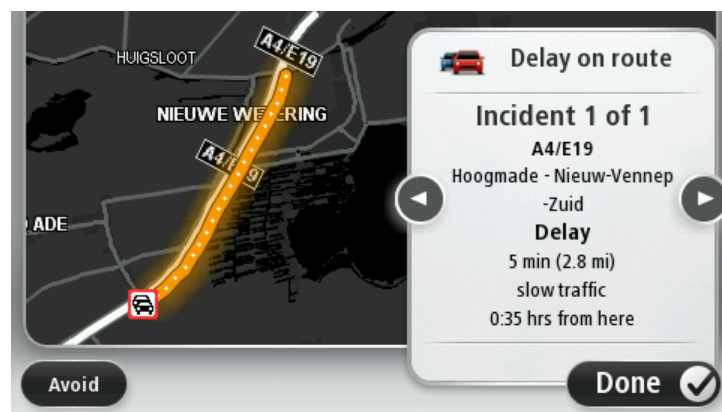 HUIGSLOOT
A4/E19
NIEUWE WE ERING
A4/E19
ADE
Delay on route
Incident 1 of 1
A4/E19
Hoogmade - Nieuw-Vennep
-Zuid
Delay
5 min (2.8 mi)
slow traffic
0:35 hrs from here
Avoid
Done